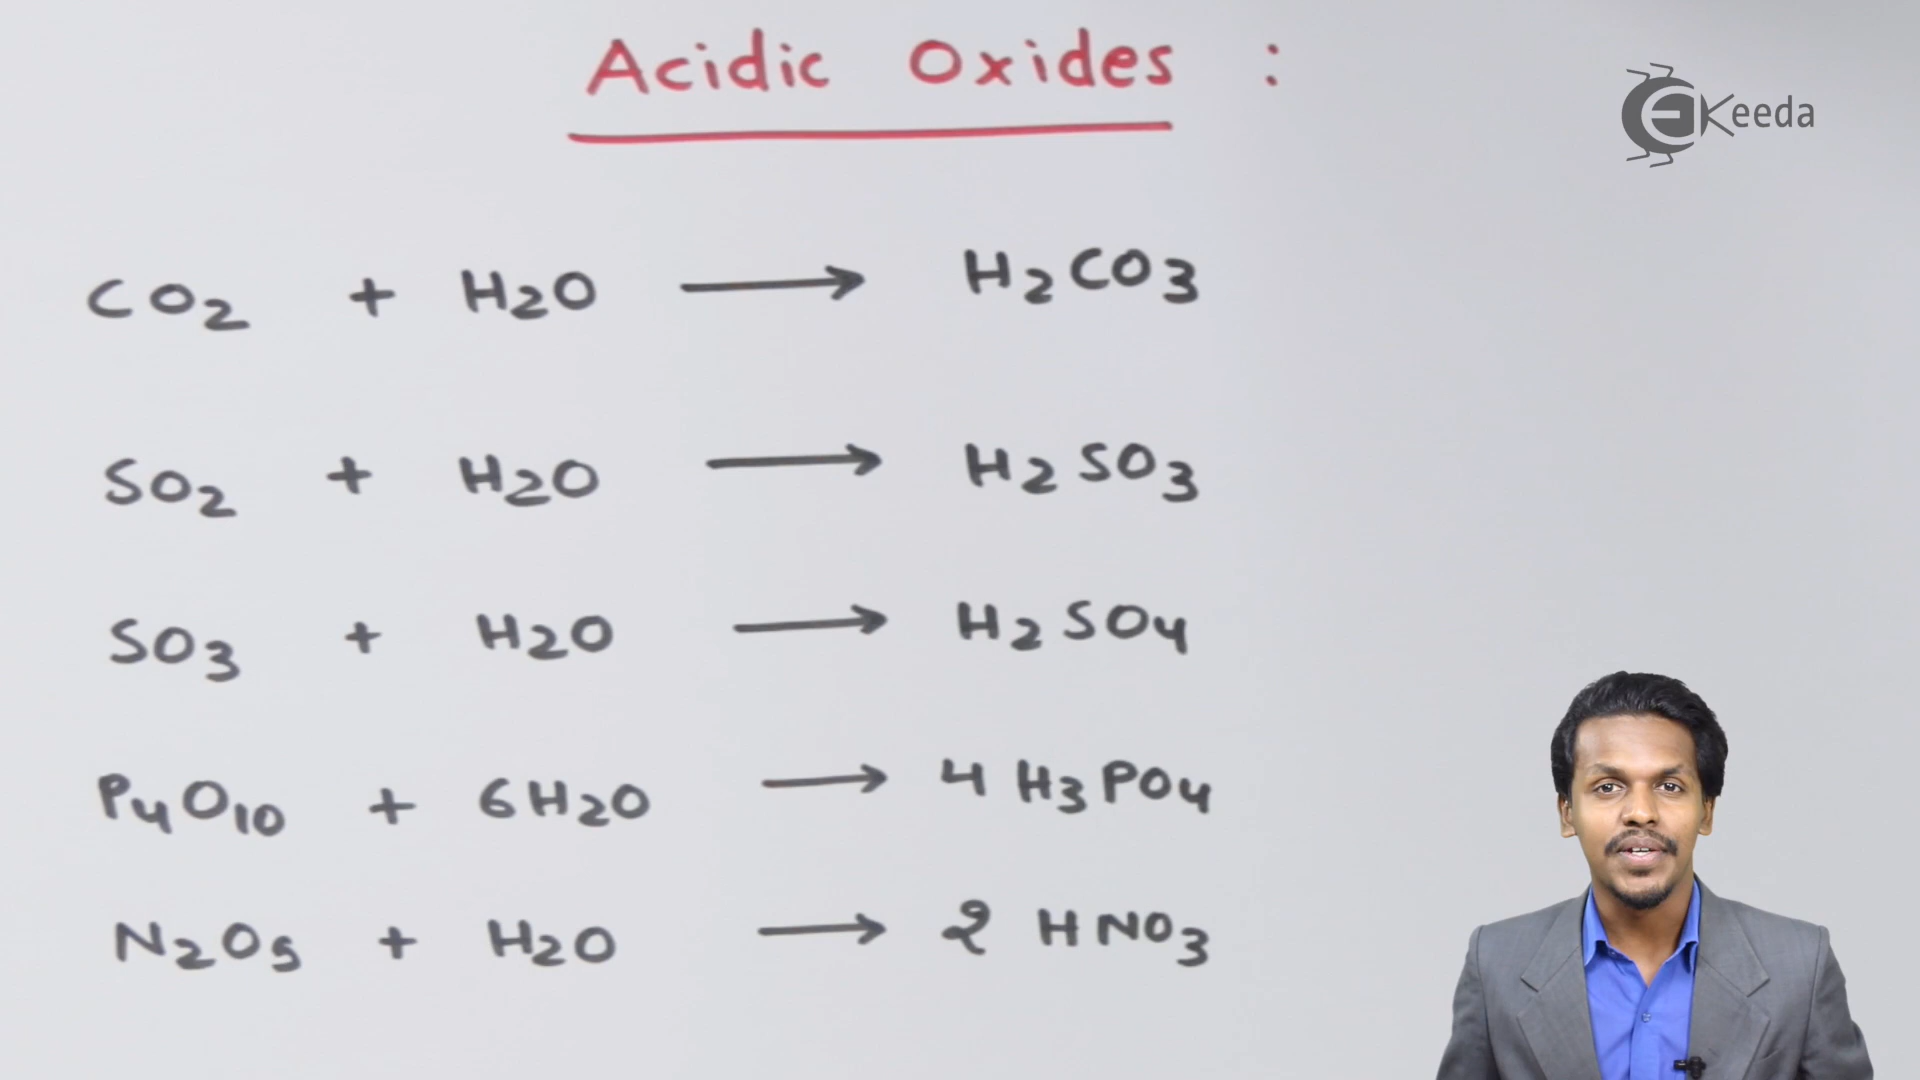 Acidic Oxides :
EKeeda
CO2 + H2O ⟶ H2CO3
SO2 + H2O ⟶ H2SO3
SO3 + H2O ⟶ H2SO4
P4O10 + 6H2O ⟶ 4 H3PO4
N2O5 + H2O ⟶ 2 HNO3